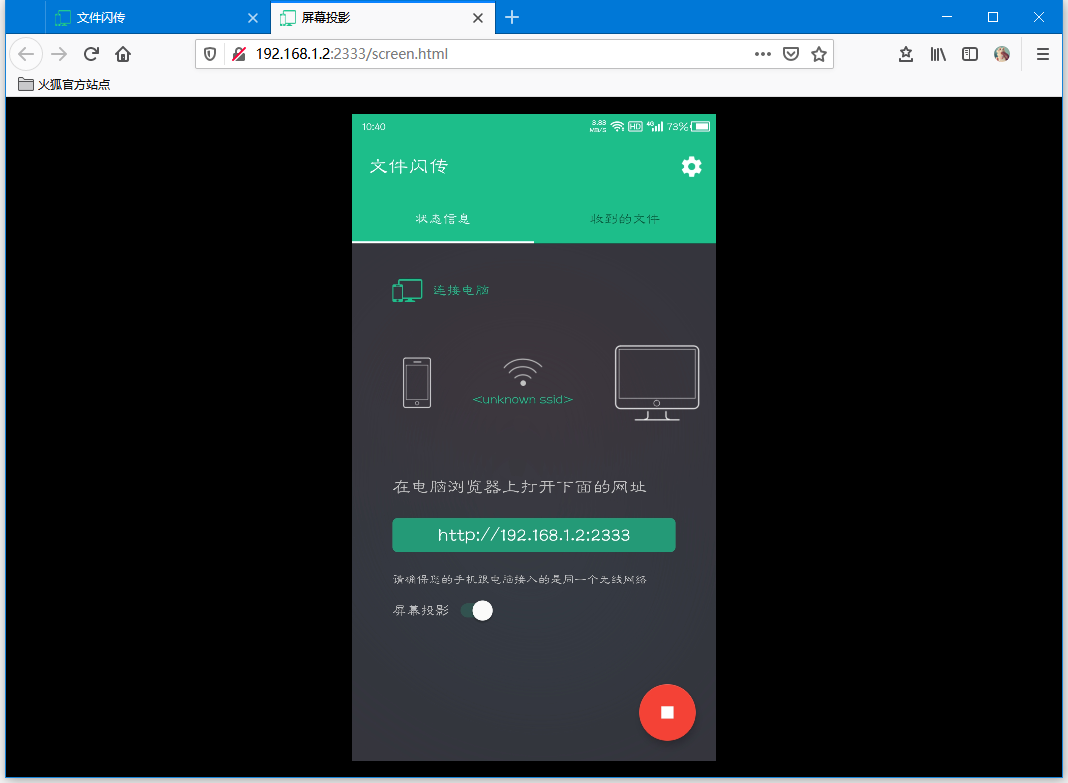 文件闪传
屏幕投影
192.168.1.2:2333/screen.html
火狐官方站点
10:40
3.83
MB/S
HD
4G
73%
文件闪传
状态信息
收到的文件
连接电脑
<unknown ssid>
在电脑浏览器上打开下面的网址
http://192.168.1.2:2333
请确保您的手机跟电脑接入的是同一个无线网络
屏幕投影